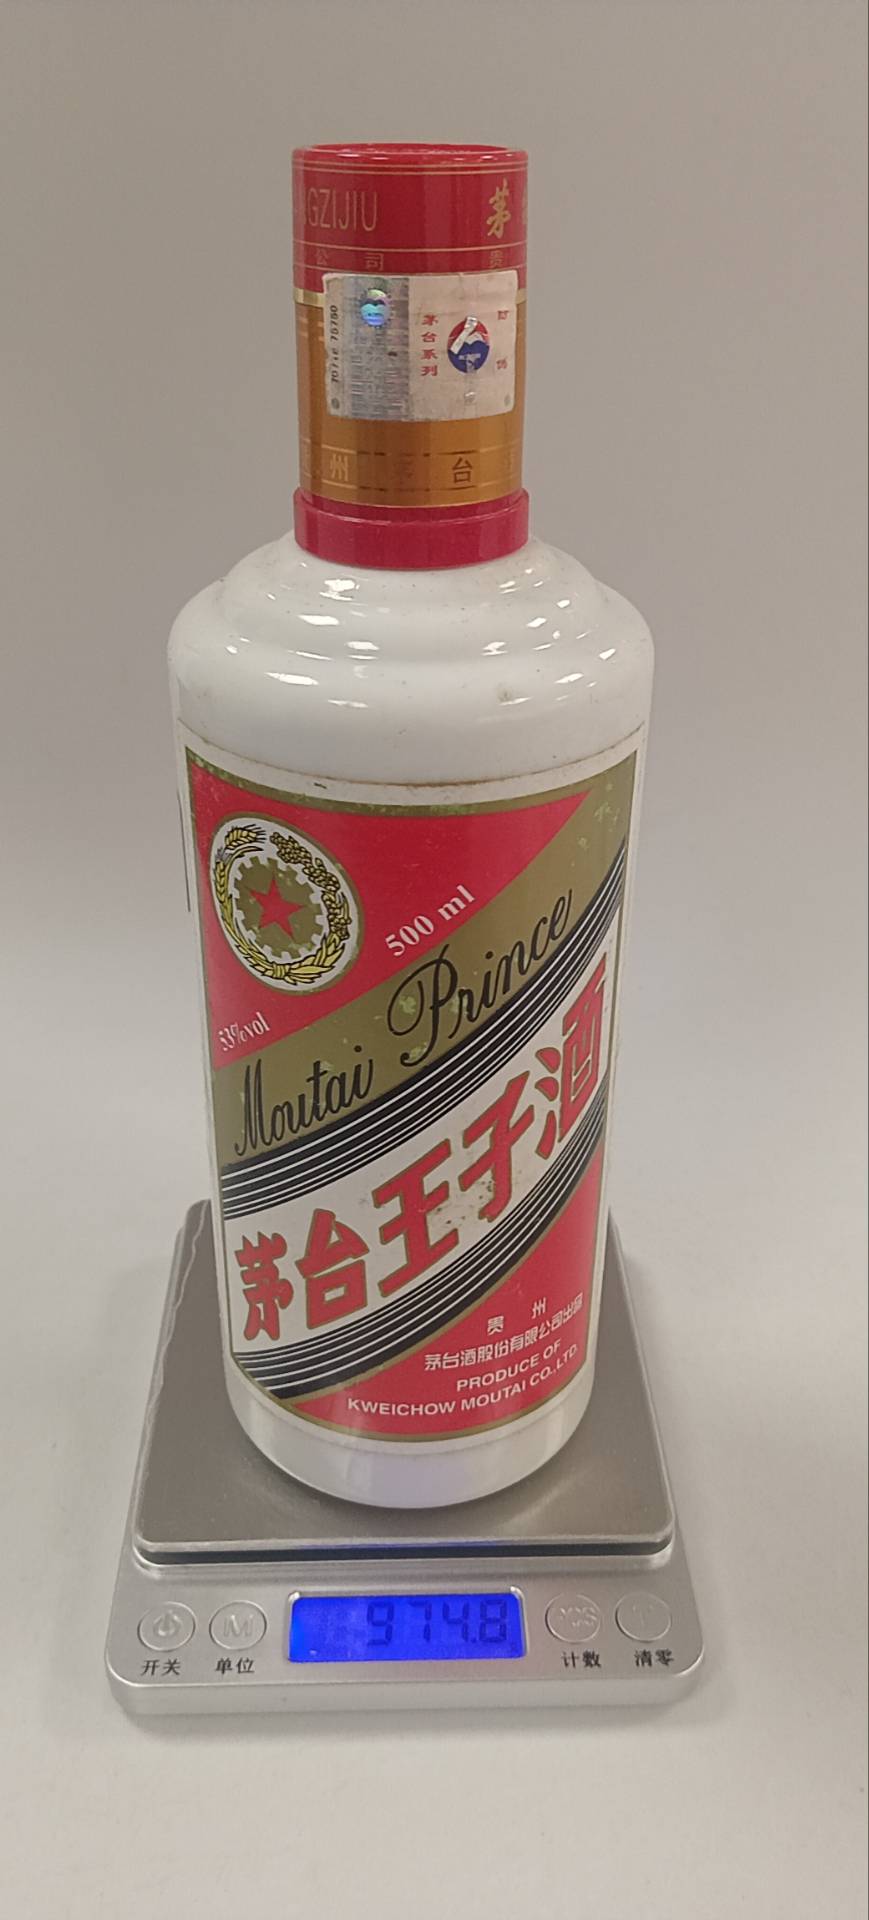 GZIJIU 茅
公司 贵
茅台系列
防伪
州 茅台
500 ml
53%vol
Moutai Prince
茅台王子酒
贵州
茅台酒股份有限公司出品
PRODUCE OF
KWEICHOW MOUTAI CO.,LTD.
974.8
M
PCS
T
开关
单位
计数
清零